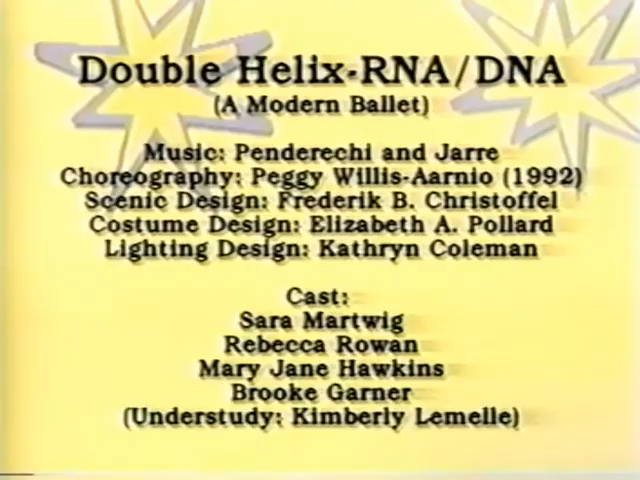 Double Helix-RNA/DNA
(A Modern Ballet)
Music: Penderechi and Jarre
Choreography: Peggy Willis-Aarnio (1992)
Scenic Design: Frederik B. Christoffel
Costume Design: Elizabeth A. Pollard
Lighting Design: Kathryn Coleman
Cast:
Sara Martwig
Rebecca Rowan
Mary Jane Hawkins
Brooke Garner
(Understudy: Kimberly Lemelle)